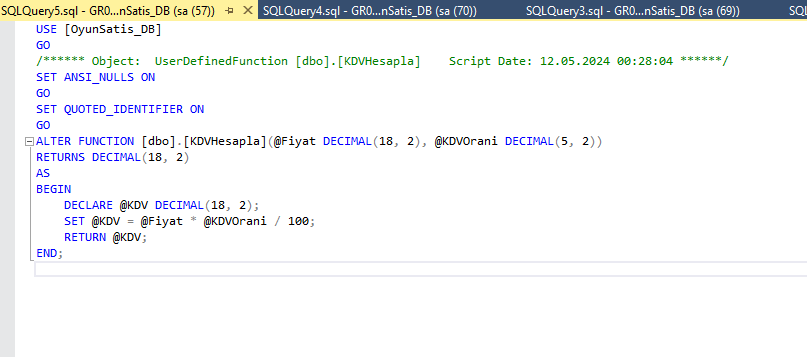 SQLQuery5.sql - GR0...nSatis_DB (sa (57)) SQLQuery4.sql - GR0...nSatis_DB (sa (70)) SQLQuery3.sql - GR0...nSatis_DB (sa (69)) SQL
USE [OyunSatis_DB]
GO
/****** Object:  UserDefinedFunction [dbo].[KDVHesapla]    Script Date: 12.05.2024 00:28:04 ******/
SET ANSI_NULLS ON
GO
SET QUOTED_IDENTIFIER ON
GO
ALTER FUNCTION [dbo].[KDVHesapla](@Fiyat DECIMAL(18, 2), @KDVOrani DECIMAL(5, 2))
RETURNS DECIMAL(18, 2)
AS
BEGIN
    DECLARE @KDV DECIMAL(18, 2);
    SET @KDV = @Fiyat * @KDVOrani / 100;
    RETURN @KDV;
END;